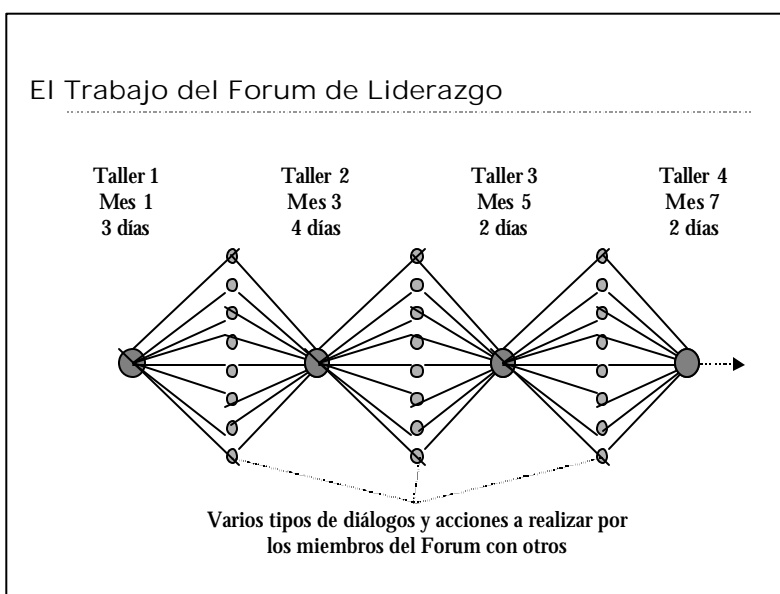 El Trabajo del Forum de Liderazgo
Taller 1
Mes 1
3 días
Taller 2
Mes 3
4 días
Taller 3
Mes 5
2 días
Taller 4
Mes 7
2 días
Varios tipos de diálogos y acciones a realizar por
los miembros del Forum con otros